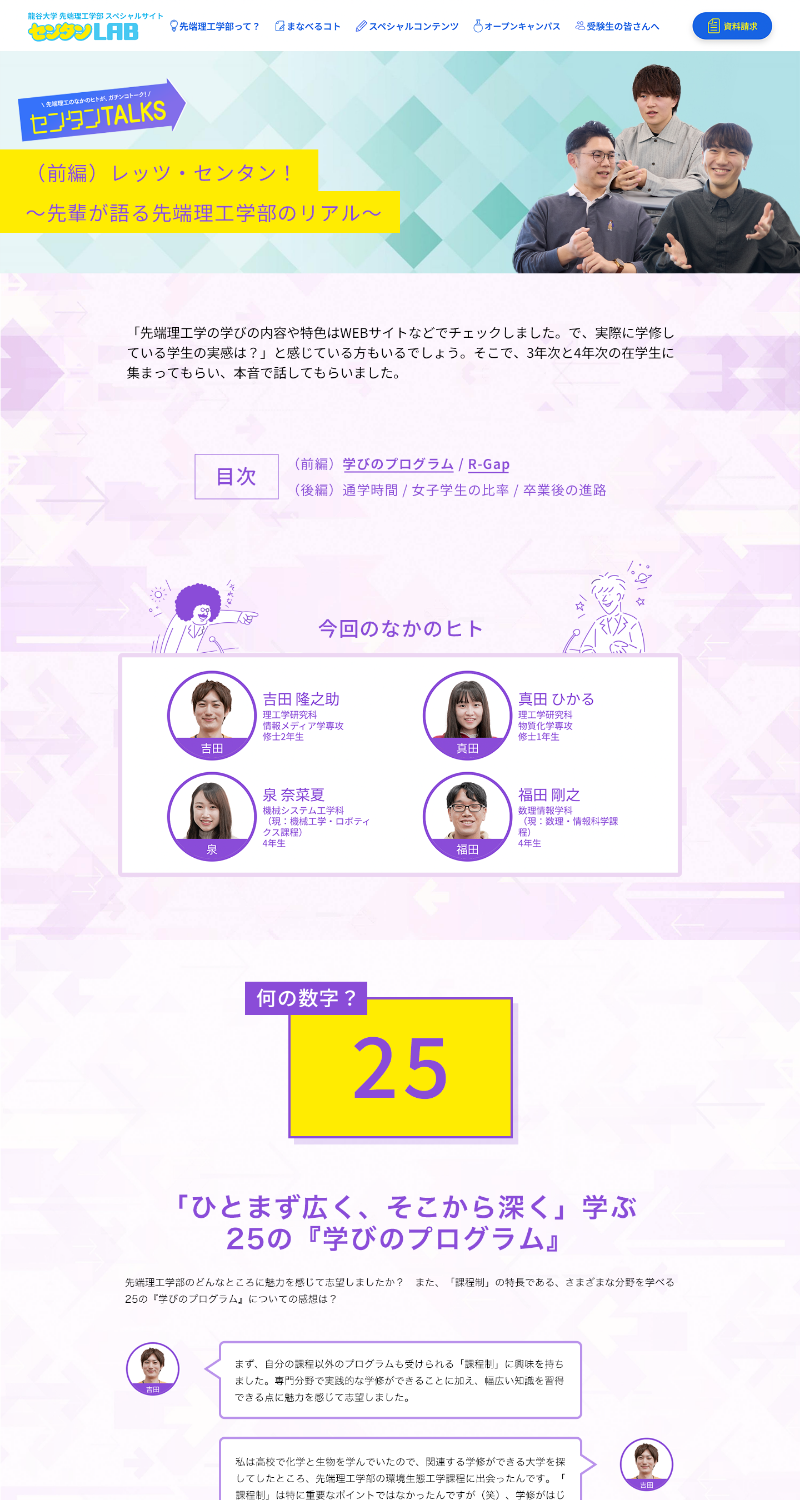 龍谷大学 先端理工学部 スペシャルサイト
センタンLAB
先端理工学部って？
まなべるコト
スペシャルコンテンツ
オープンキャンパス
受験生の皆さんへ
資料請求
\ 先端理工のなかのヒトが、ガチンコトーク！ /
センタンTALKS
（前編）レッツ・センタン！
〜先輩が語る先端理工学部のリアル〜
「先端理工学の学びの内容や特色はWEBサイトなどでチェックしました。で、実際に学修し
ている学生の実感は？」と感じている方もいるでしょう。そこで、3年次と4年次の在学生に
集まってもらい、本音で話してもらいました。
目次
（前編）学びのプログラム / R-Gap
（後編）通学時間 / 女子学生の比率 / 卒業後の進路
今回のなかのヒト
吉田
吉田 隆之助
理工学研究科
情報メディア学専攻
修士2年生
真田
真田 ひかる
理工学研究科
物質化学専攻
修士1年生
泉
泉 奈菜夏
機械システム工学科
（現：機械工学・ロボティ
クス課程）
4年生
福田
福田 剛之
数理情報学科
（現：数理・情報科学課
程）
4年生
何の数字？
25
「ひとまず広く、そこから深く」学ぶ
25の『学びのプログラム』
先端理工学部のどんなところに魅力を感じて志望しましたか？　また、「課程制」の特長である、さまざまな分野を学べる
25の『学びのプログラム』についての感想は？
吉田
まず、自分の課程以外のプログラムも受けられる「課程制」に興味を持ち
ました。専門分野で実践的な学修ができることに加え、幅広い知識を習得
できる点に魅力を感じて志望しました。
私は高校で化学と生物を学んでいたので、関連する学修ができる大学を探
してしたところ、先端理工学部の環境生態工学課程に出会ったんです。「
課程制」は特に重要なポイントではなかったんですが（笑）、学修がはじ
吉田